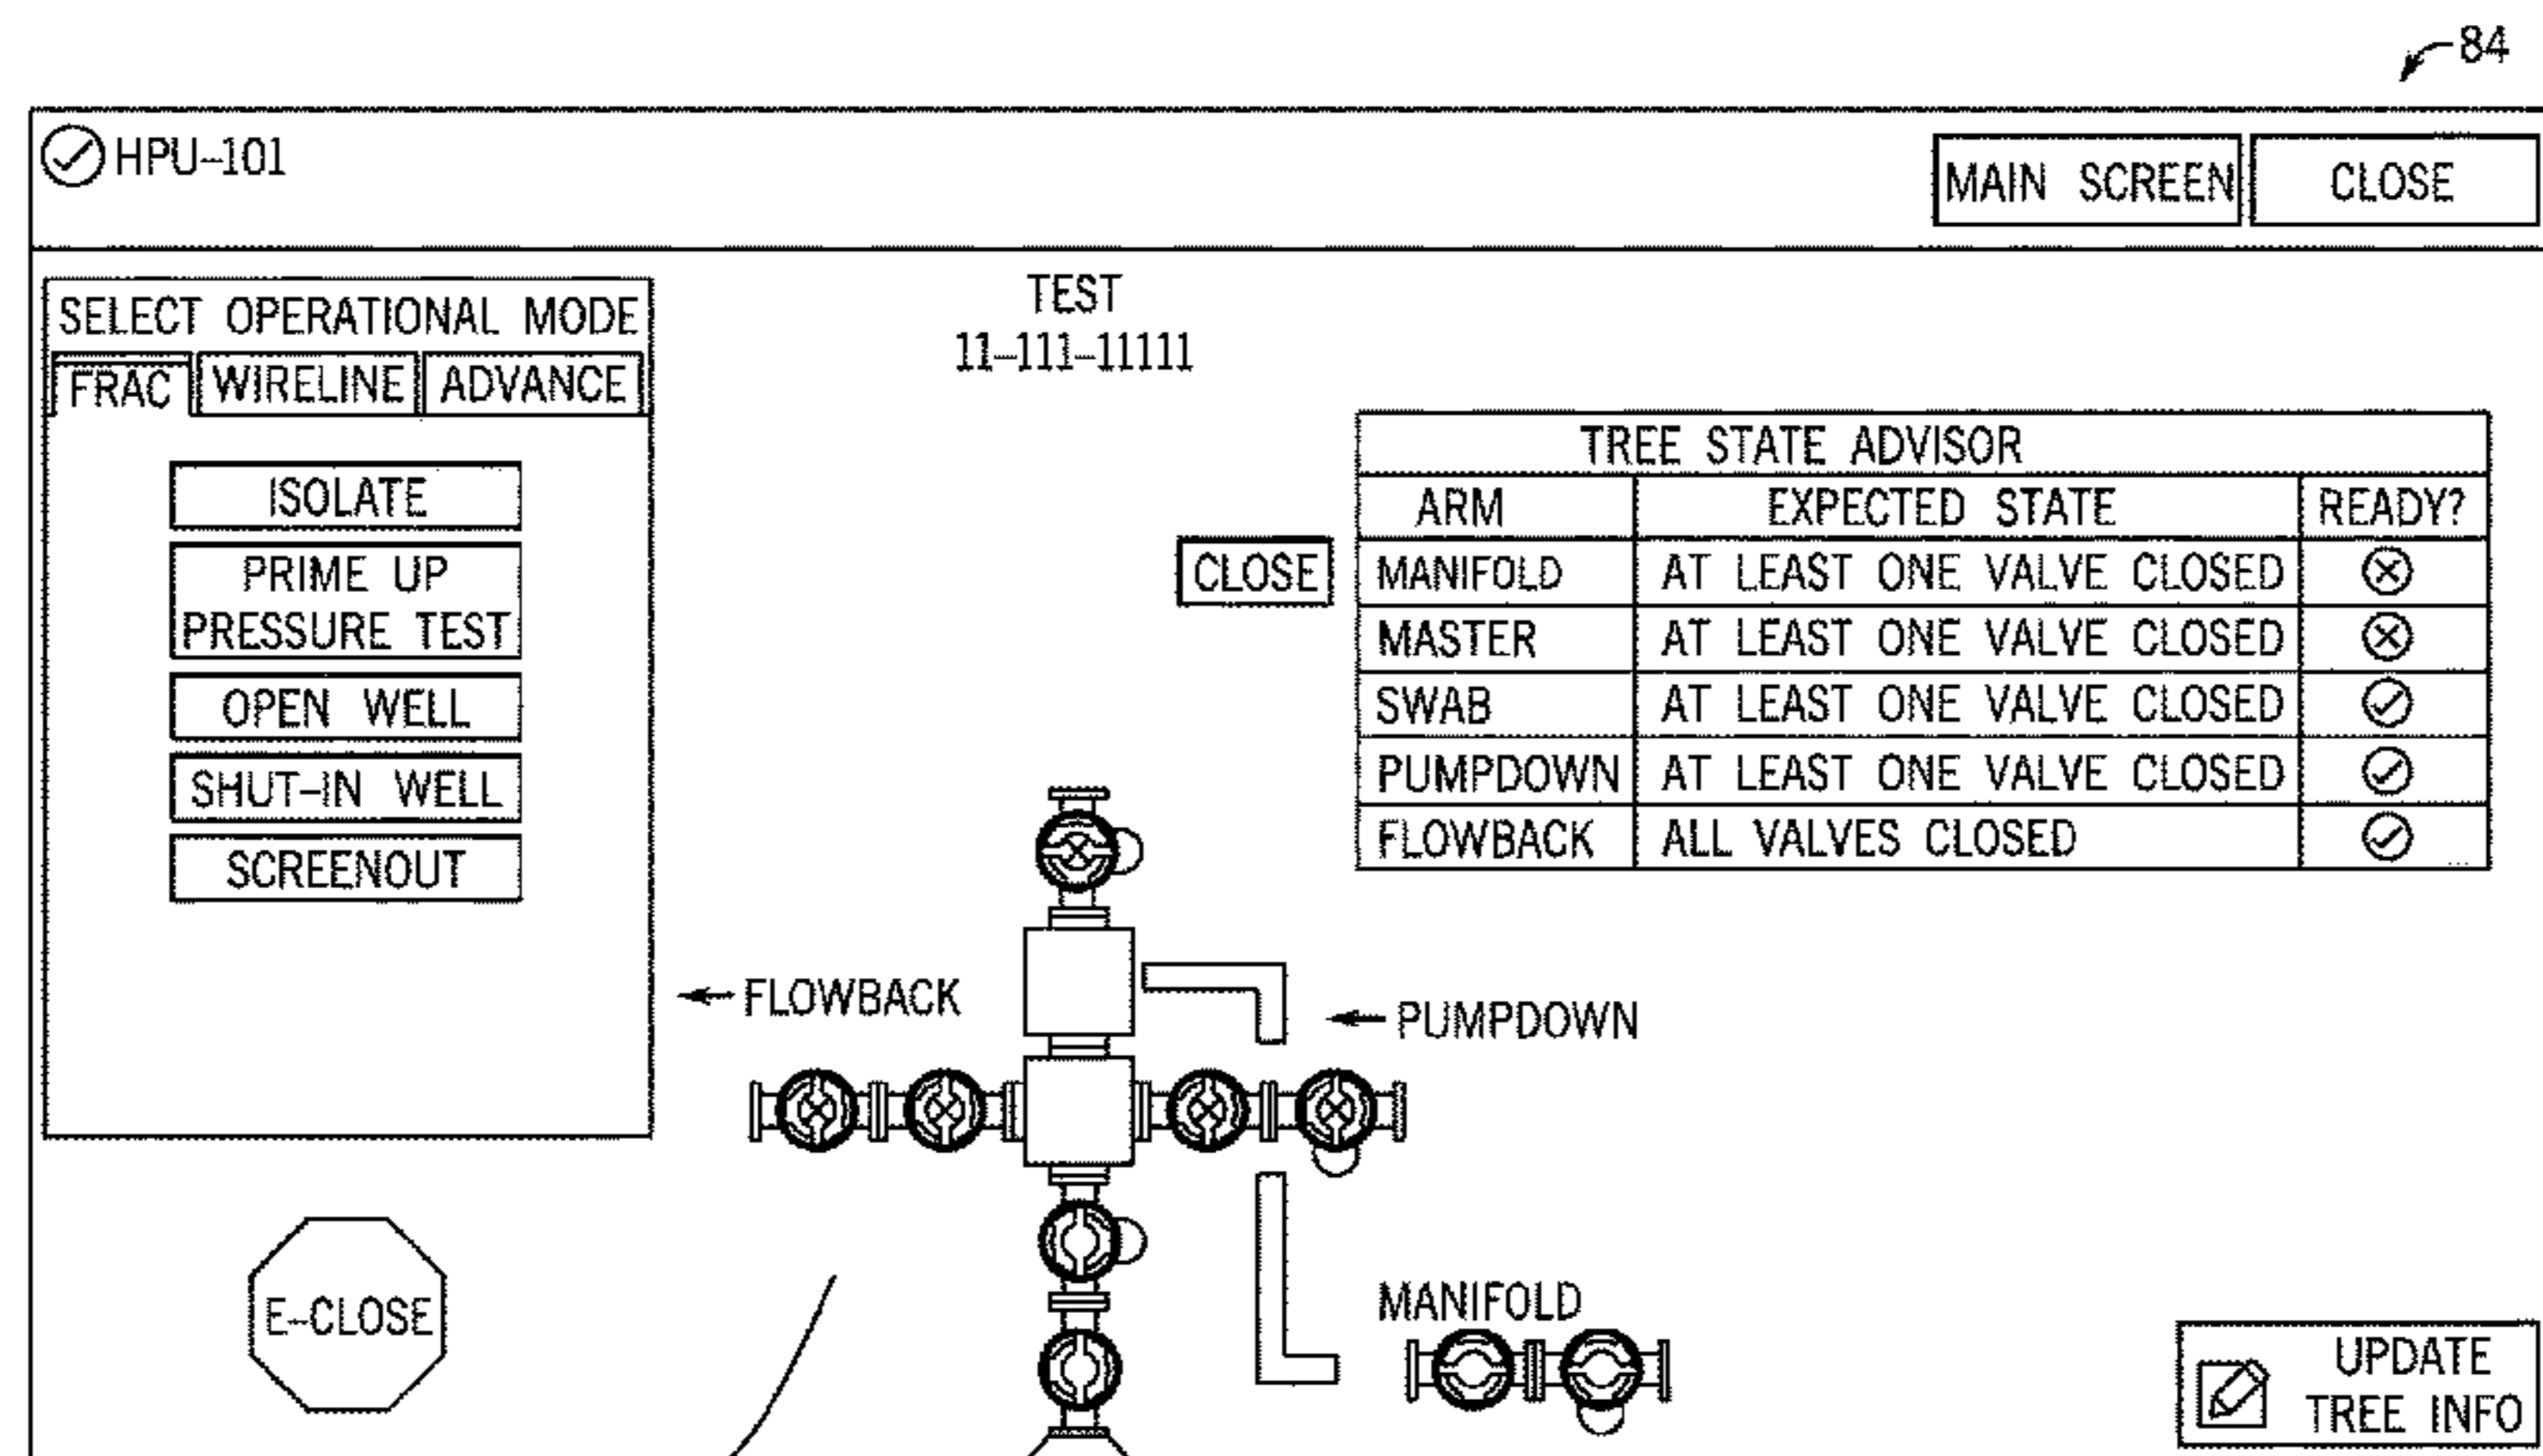 84
HPU-101
MAIN SCREEN
CLOSE
SELECT OPERATIONAL MODE
FRAC WIRELINE ADVANCE
ISOLATE
PRIME UP
PRESSURE TEST
OPEN WELL
SHUT-IN WELL
SCREENOUT
E-CLOSE
TEST
11-111-11111
TREE STATE ADVISOR
ARM EXPECTED STATE READY?
CLOSE
MANIFOLD AT LEAST ONE VALVE CLOSED
MASTER AT LEAST ONE VALVE CLOSED
SWAB AT LEAST ONE VALVE CLOSED
PUMPDOWN AT LEAST ONE VALVE CLOSED
FLOWBACK ALL VALVES CLOSED
FLOWBACK
PUMPDOWN
MANIFOLD
UPDATE
TREE INFO